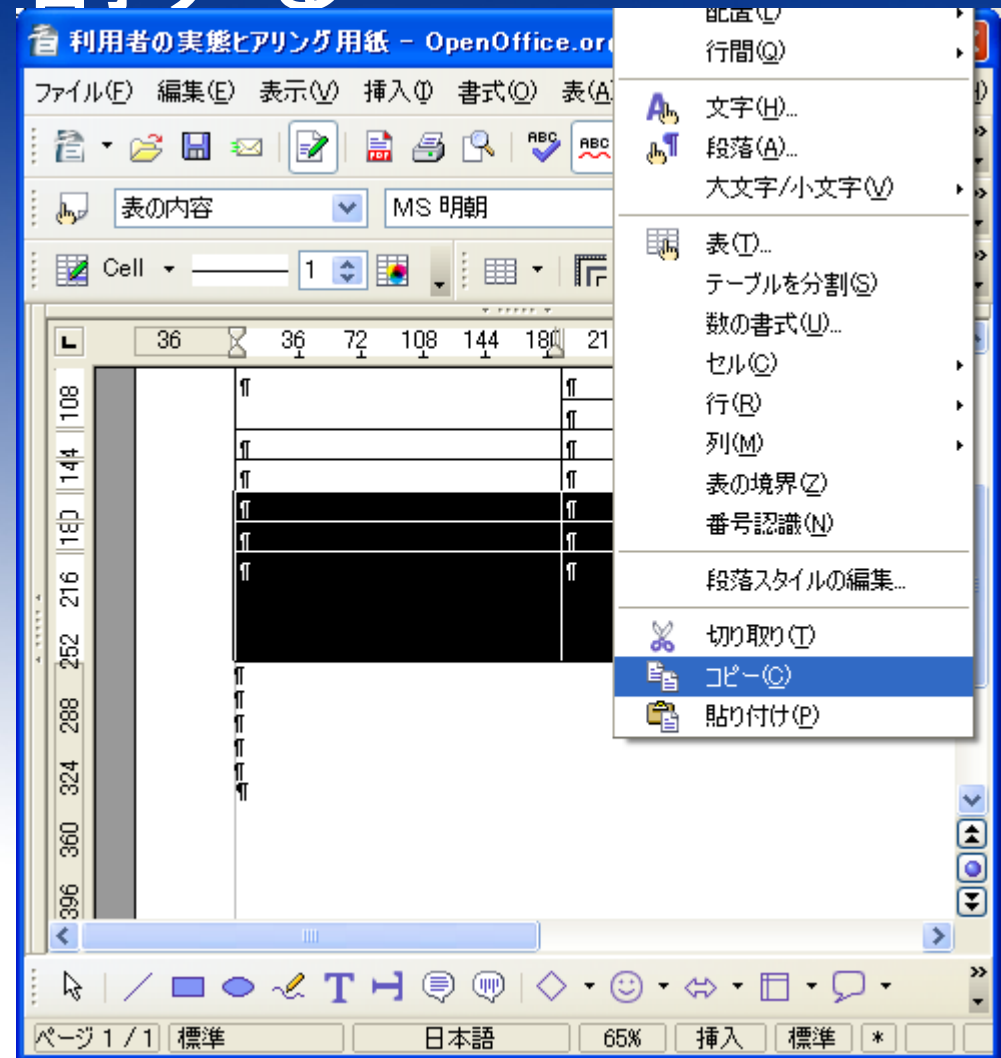 利用者の実態ヒアリング用紙 - OpenOffice.or
ファイル(F) 編集(E) 表示(V) 挿入(I) 書式(O) 表(A)
表の内容 MS 明朝
Cell 1
36 36 72 108 144 180 21
108
144
180
216
252
288
324
360
396
¶ ¶
¶
¶ ¶
¶ ¶
¶ ¶
¶ ¶
¶ ¶
¶
¶
¶
¶
¶
¶
配置(L)
行間(Q)
文字(H)...
段落(A)...
大文字/小文字(V)
表(T)...
テーブルを分割(S)
数の書式(U)...
セル(C)
行(R)
列(M)
表の境界(Z)
番号認識(N)
段落スタイルの編集...
切り取り(T)
コピー(C)
貼り付け(P)
ページ 1 / 1 標準 日本語 65% 挿入 標準 *